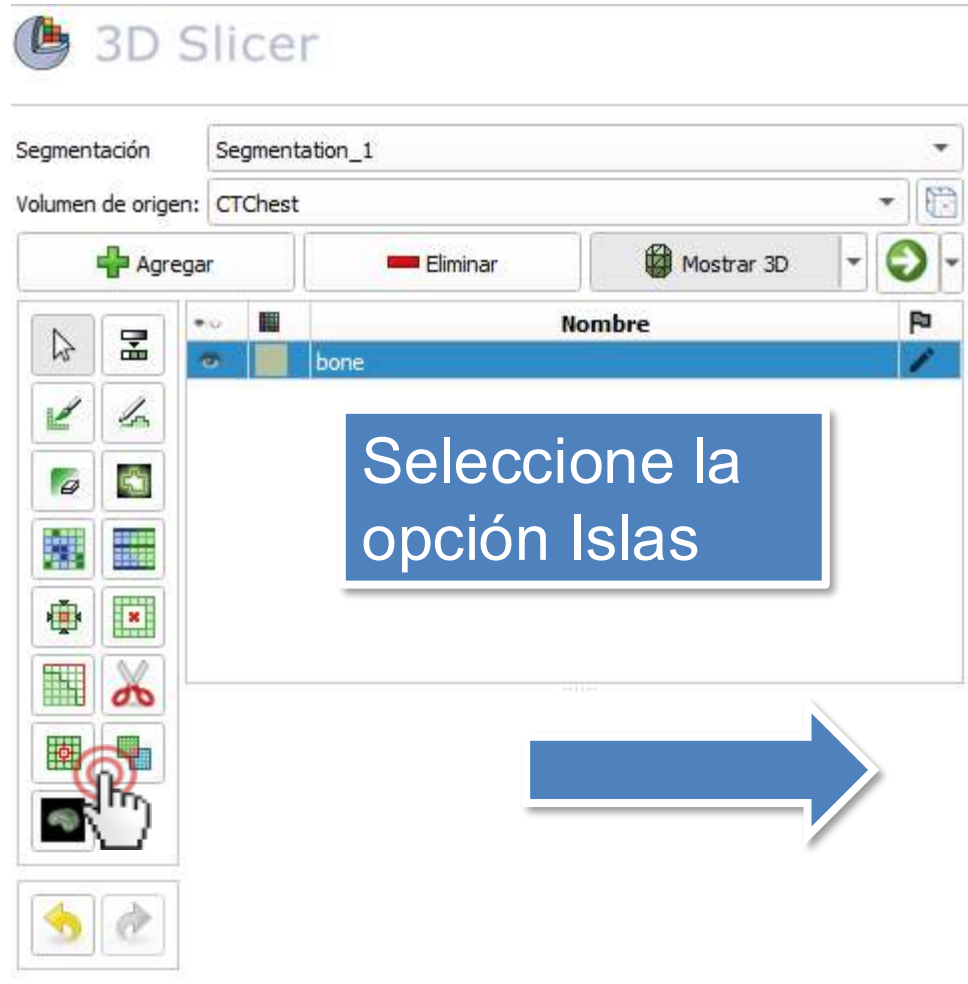 3D Slicer
Segmentación Segmentation_1
Volumen de origen: CTChest
Agregar Eliminar Mostrar 3D
Nombre
bone
Seleccione la
opción Islas